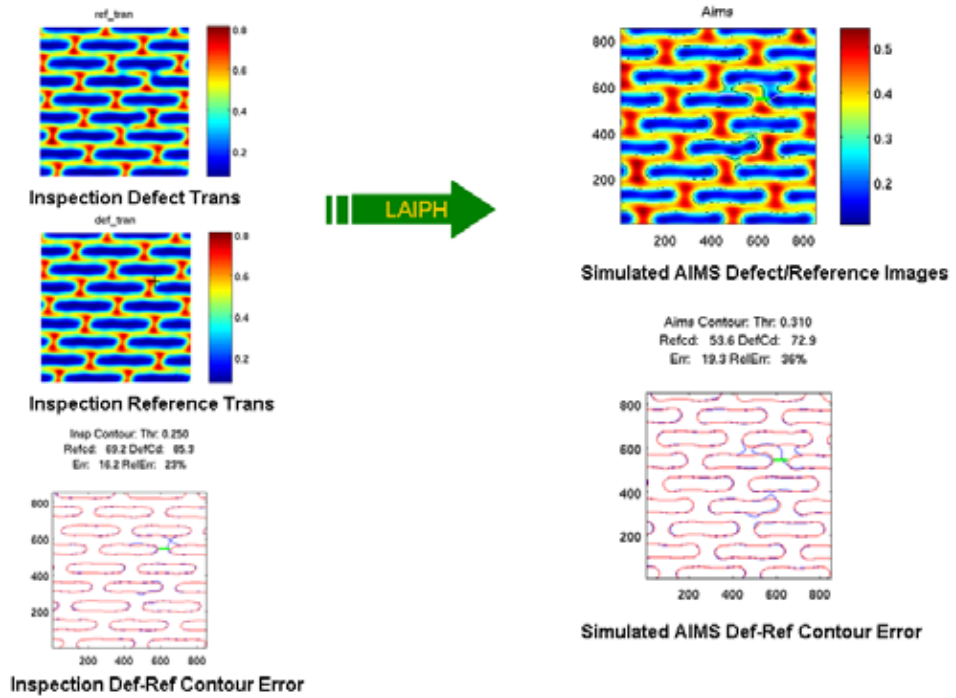 ref_tran
0.8
0.6
0.4
0.2
Inspection Defect Trans
def_tran
0.8
0.6
0.4
0.2
Inspection Reference Trans
Insp Contour: Thr: 0.250
Refcd: 69.2 DefCd: 85.3
Err: 16.2 RelErr: 23%
800
600
400
200
200 400 600 800
Inspection Def-Ref Contour Error
LAIPH
Aims
800
600
400
200
200 400 600 800
0.5
0.4
0.3
0.2
Simulated AIMS Defect/Reference Images
Aims Contour: Thr: 0.310
Refcd: 53.6 DefCd: 72.9
Err: 19.3 RelErr: 36%
800
600
400
200
200 400 600 800
Simulated AIMS Def-Ref Contour Error